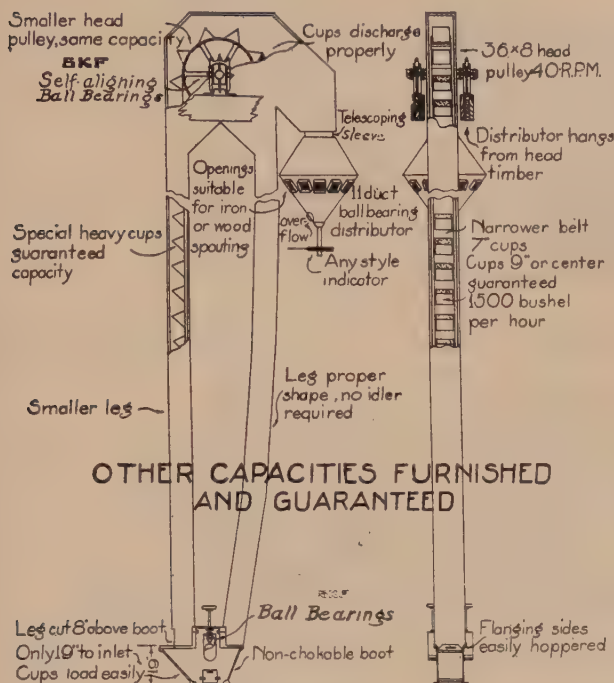 Smaller head
pulley, same capacity
SKF
Self-aligning
Ball Bearings
Cups discharge
properly
36×8 head
pulley 40·R.P.M.
Telescoping
sleeve
Distributor hangs
from head
timber
Openings
suitable
for iron
or wood
spouting
11 duct
ball bearing
distributor
over-
flow
Any style
indicator
Special heavy cups
guaranteed
capacity
Narrower belt
7" cups
Cups 9" or center
guaranteed
1500 bushel
per hour
Smaller leg
Leg proper
shape, no idler
required
OTHER CAPACITIES FURNISHED
AND GUARANTEED
Ball Bearings
Leg cut 8" above boot
Only 19" to inlet
Cups load easily
19"
Non-chokable boot
Flanging sides
easily hoppered